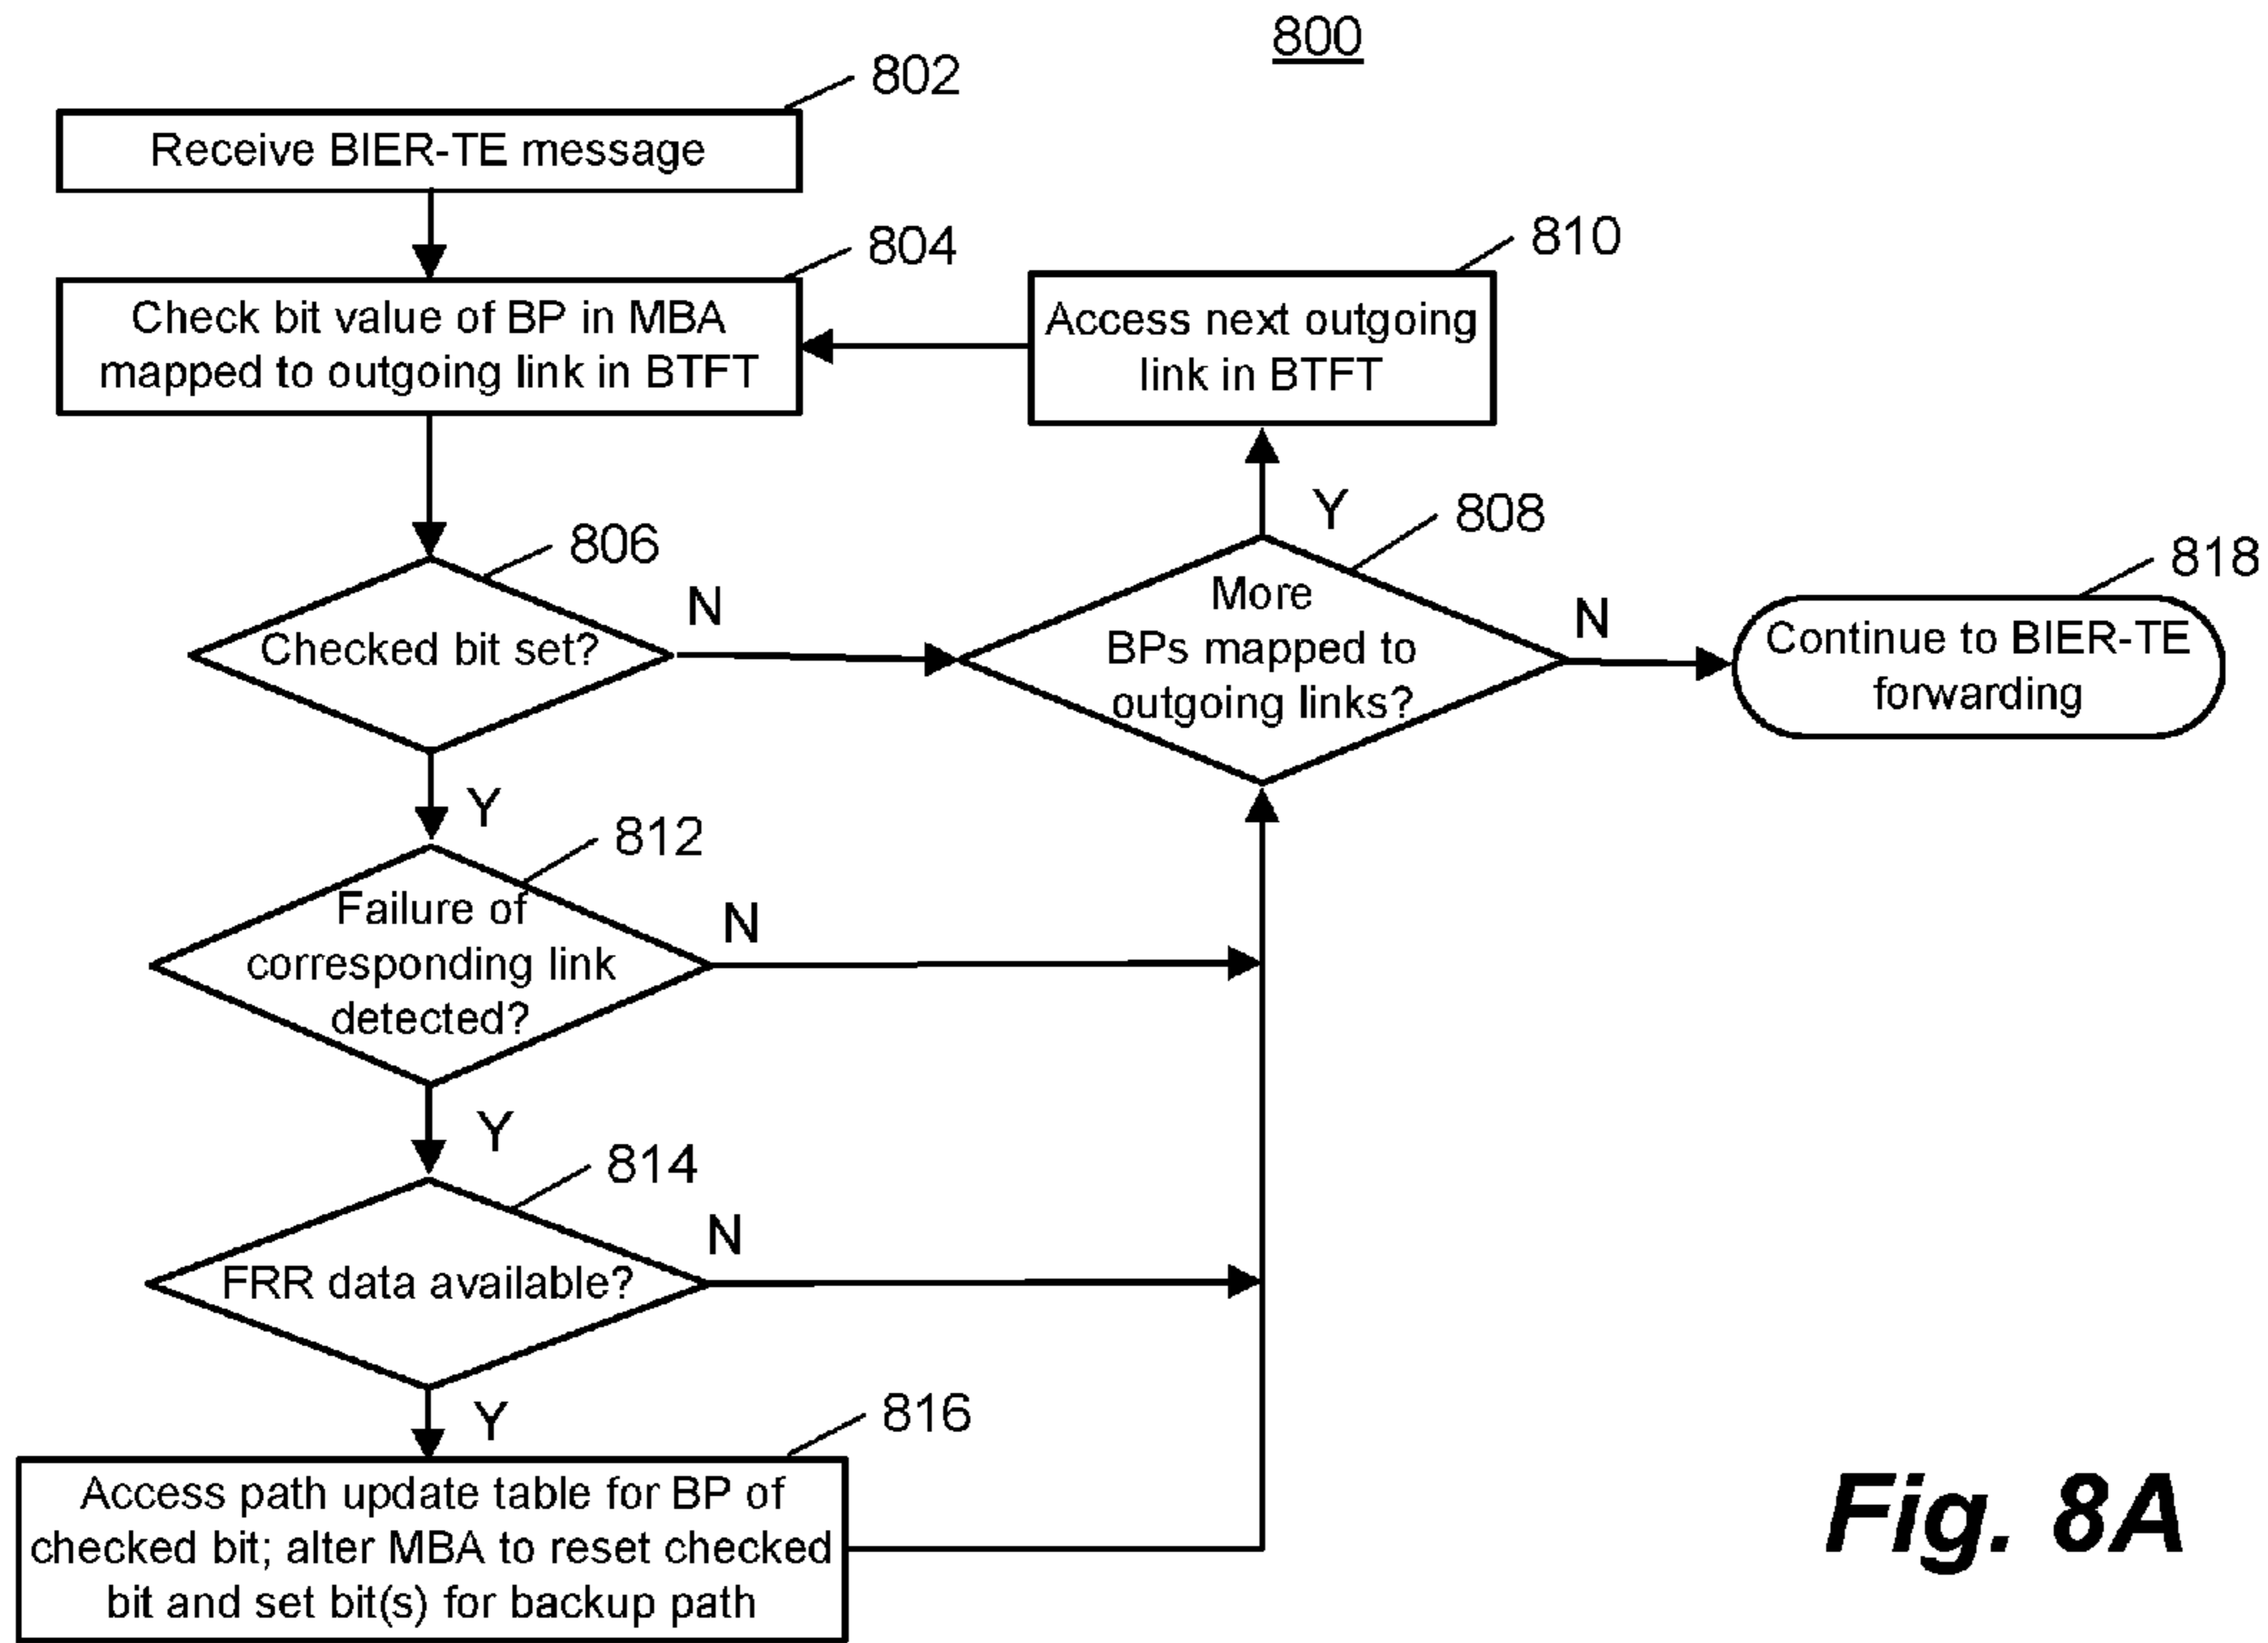 800
802
Receive BIER-TE message
804
Check bit value of BP in MBA
mapped to outgoing link in BTFT
810
Access next outgoing
link in BTFT
806
Checked bit set?
N
Y
808
More
BPs mapped to
outgoing links?
Y
N
818
Continue to BIER-TE
forwarding
812
Failure of
corresponding link
detected?
N
Y
814
FRR data available?
N
Y
816
Access path update table for BP of
checked bit; alter MBA to reset checked
bit and set bit(s) for backup path
Fig. 8A